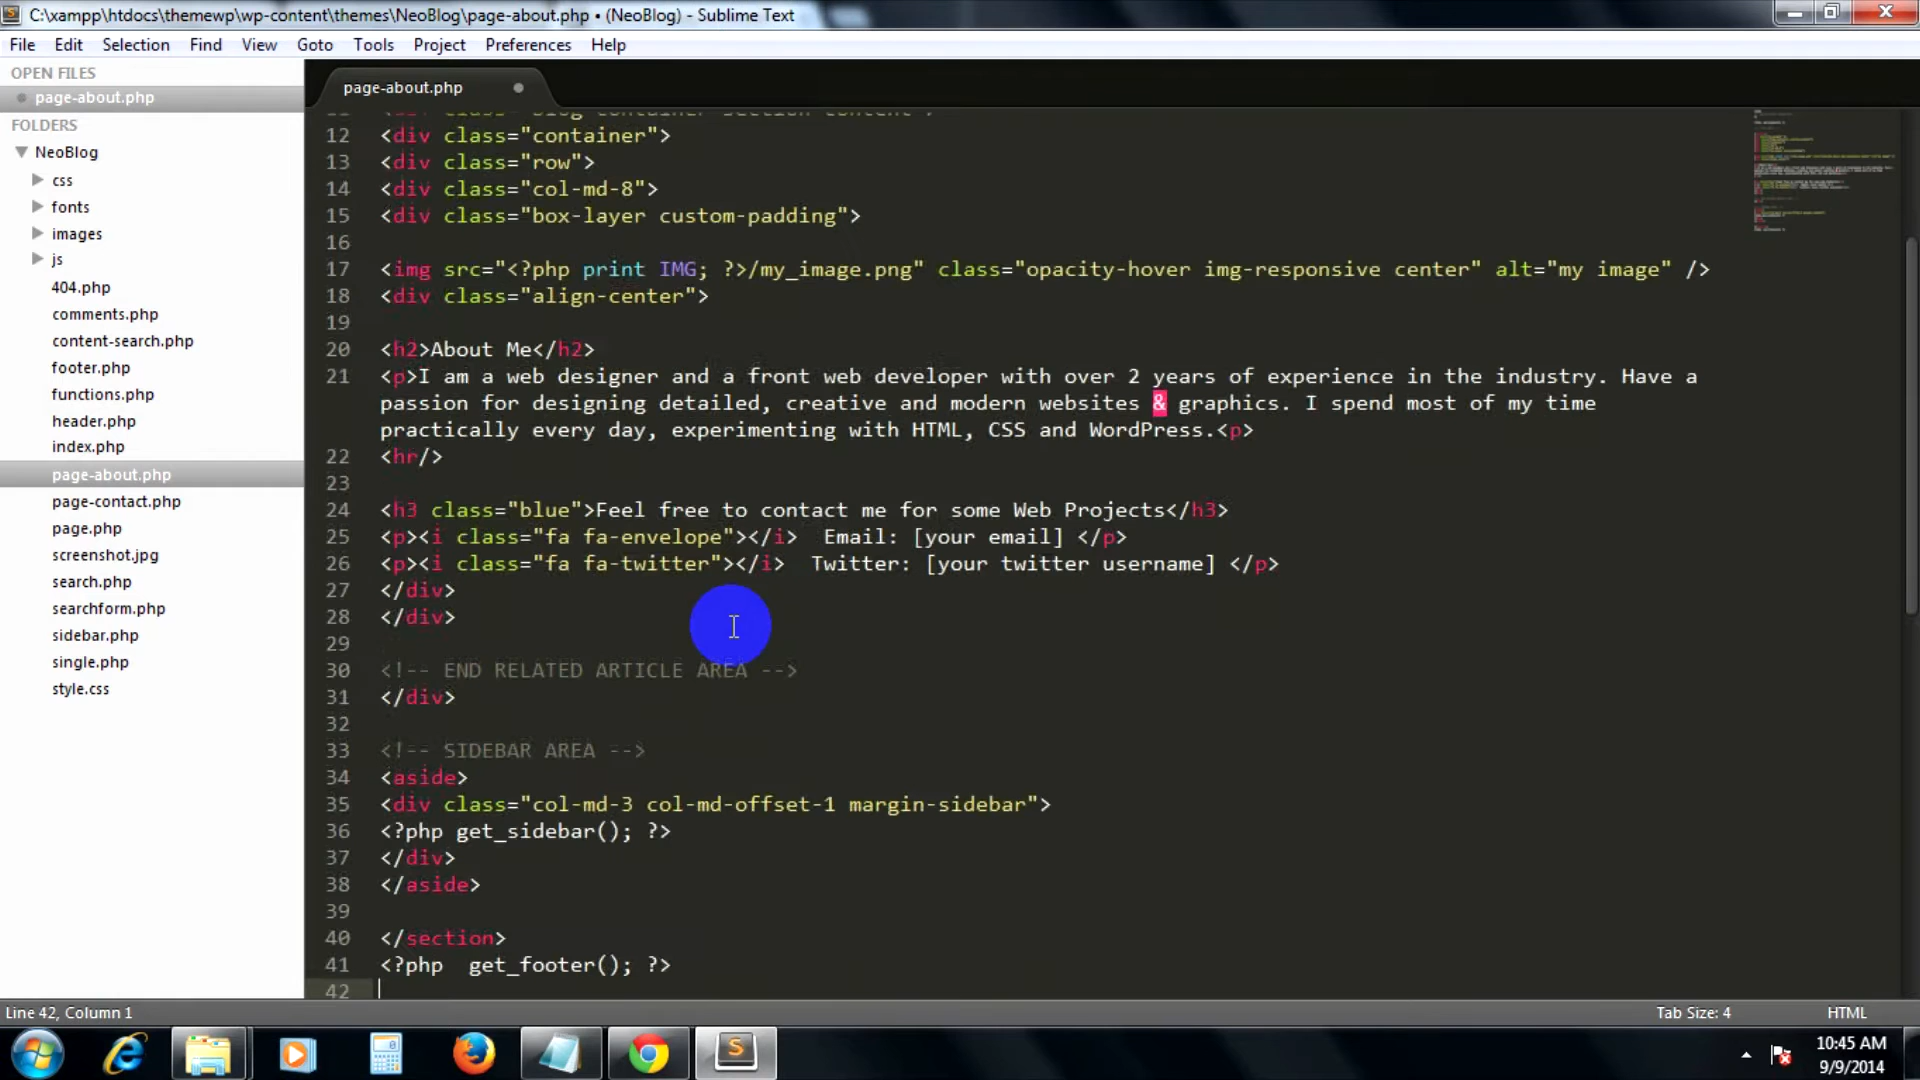 C:\xampp\htdocs\themewp\wp-content\themes\NeoBlog\page-about.php • (NeoBlog) - Sublime Text
File Edit Selection Find View Goto Tools Project Preferences Help
OPEN FILES
page-about.php
FOLDERS
NeoBlog
css
fonts
images
js
404.php
comments.php
content-search.php
footer.php
functions.php
header.php
index.php
page-about.php
page-contact.php
page.php
screenshot.jpg
search.php
searchform.php
sidebar.php
single.php
style.css
page-about.php
12 <div class="container">
13 <div class="row">
14 <div class="col-md-8">
15 <div class="box-layer custom-padding">
16
17 <img src="<?php print IMG; ?>/my_image.png" class="opacity-hover img-responsive center" alt="my image" />
18 <div class="align-center">
19
20 <h2>About Me</h2>
21 <p>I am a web designer and a front web developer with over 2 years of experience in the industry. Have a
passion for designing detailed, creative and modern websites & graphics. I spend most of my time
practically every day, experimenting with HTML, CSS and WordPress.<p>
22 <hr/>
23
24 <h3 class="blue">Feel free to contact me for some Web Projects</h3>
25 <p><i class="fa fa-envelope"></i>  Email: [your email] </p>
26 <p><i class="fa fa-twitter"></i>  Twitter: [your twitter username] </p>
27 </div>
28 </div>
29
30 <!-- END RELATED ARTICLE AREA -->
31 </div>
32
33 <!-- SIDEBAR AREA -->
34 <aside>
35 <div class="col-md-3 col-md-offset-1 margin-sidebar">
36 <?php get_sidebar(); ?>
37 </div>
38 </aside>
39
40 </section>
41 <?php  get_footer(); ?>
42
Line 42, Column 1
Tab Size: 4
HTML
10:45 AM
9/9/2014